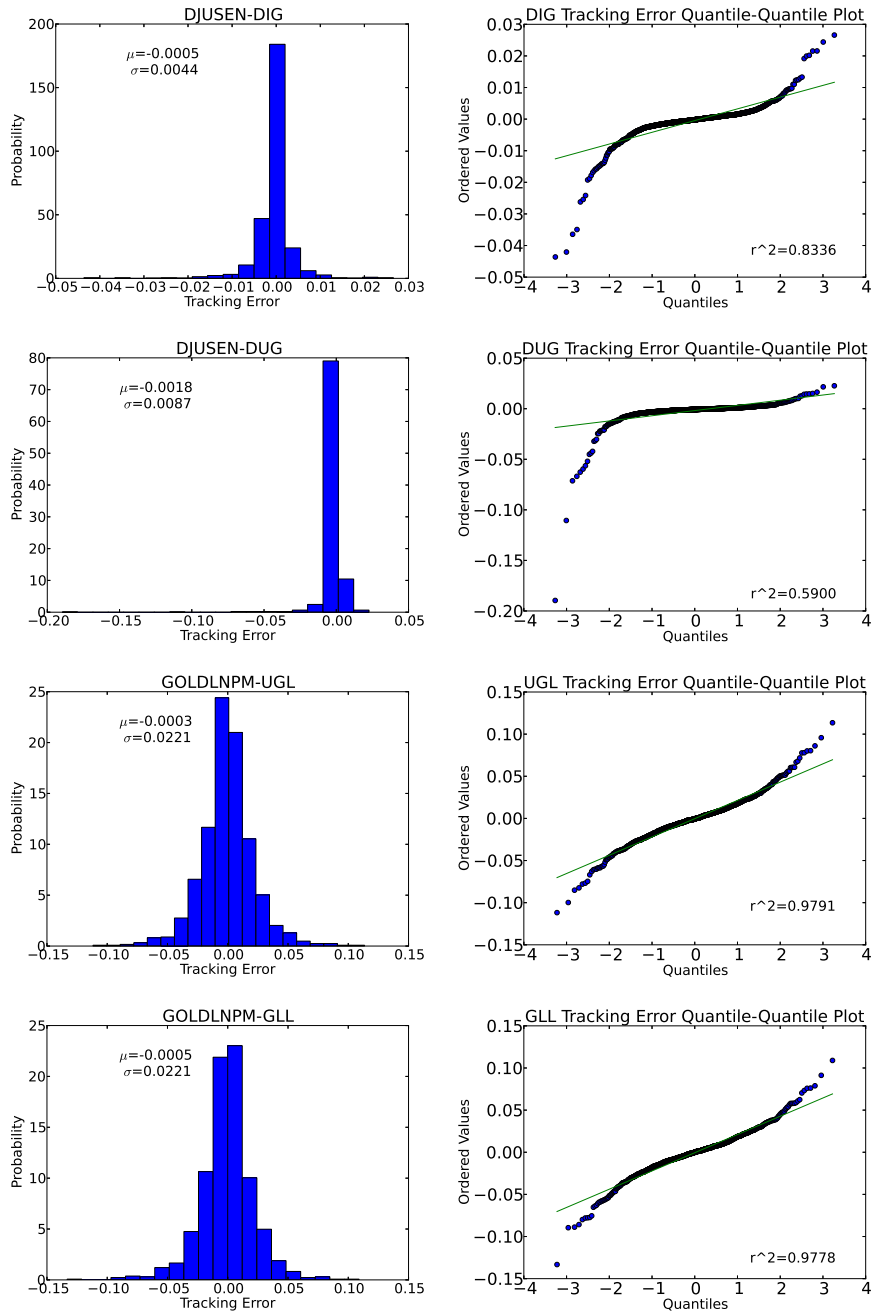 DJUSEN-DIG
200
150
100
50
0
Probability
μ=-0.0005
σ=0.0044
−0.05 −0.04 −0.03 −0.02 −0.01 0.00 0.01 0.02 0.03
Tracking Error
DIG Tracking Error Quantile-Quantile Plot
0.03
0.02
0.01
0.00
−0.01
−0.02
−0.03
−0.04
−0.05
Ordered Values
r^2=0.8336
−4 −3 −2 −1 0 1 2 3 4
Quantiles
DJUSEN-DUG
80
70
60
50
40
30
20
10
0
Probability
μ=-0.0018
σ=0.0087
−0.20 −0.15 −0.10 −0.05 0.00 0.05
Tracking Error
DUG Tracking Error Quantile-Quantile Plot
0.05
0.00
−0.05
−0.10
−0.15
−0.20
Ordered Values
r^2=0.5900
−4 −3 −2 −1 0 1 2 3 4
Quantiles
GOLDLNPM-UGL
25
20
15
10
5
0
Probability
μ=-0.0003
σ=0.0221
−0.15 −0.10 −0.05 0.00 0.05 0.10 0.15
Tracking Error
UGL Tracking Error Quantile-Quantile Plot
0.15
0.10
0.05
0.00
−0.05
−0.10
−0.15
Ordered Values
r^2=0.9791
−4 −3 −2 −1 0 1 2 3 4
Quantiles
GOLDLNPM-GLL
25
20
15
10
5
0
Probability
μ=-0.0005
σ=0.0221
−0.15 −0.10 −0.05 0.00 0.05 0.10 0.15
Tracking Error
GLL Tracking Error Quantile-Quantile Plot
0.15
0.10
0.05
0.00
−0.05
−0.10
−0.15
Ordered Values
r^2=0.9778
−4 −3 −2 −1 0 1 2 3 4
Quantiles